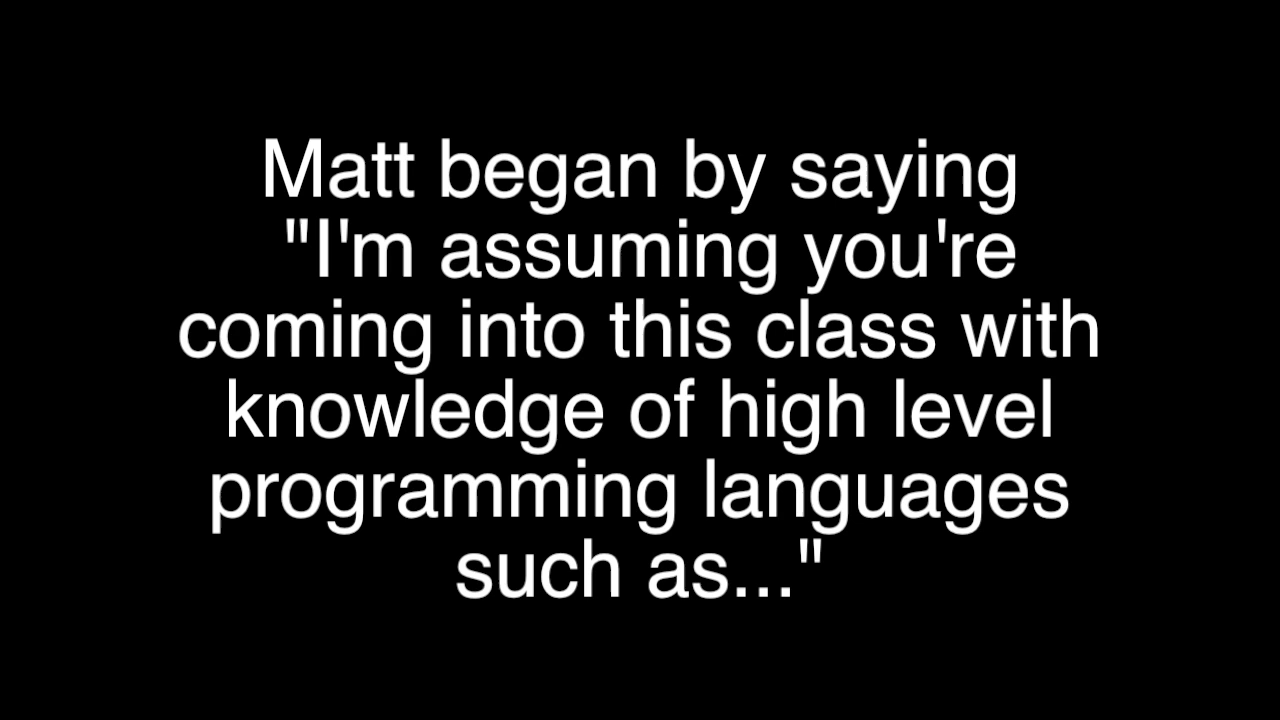 Matt began by saying
"I'm assuming you're
coming into this class with
knowledge of high level
programming languages
such as..."